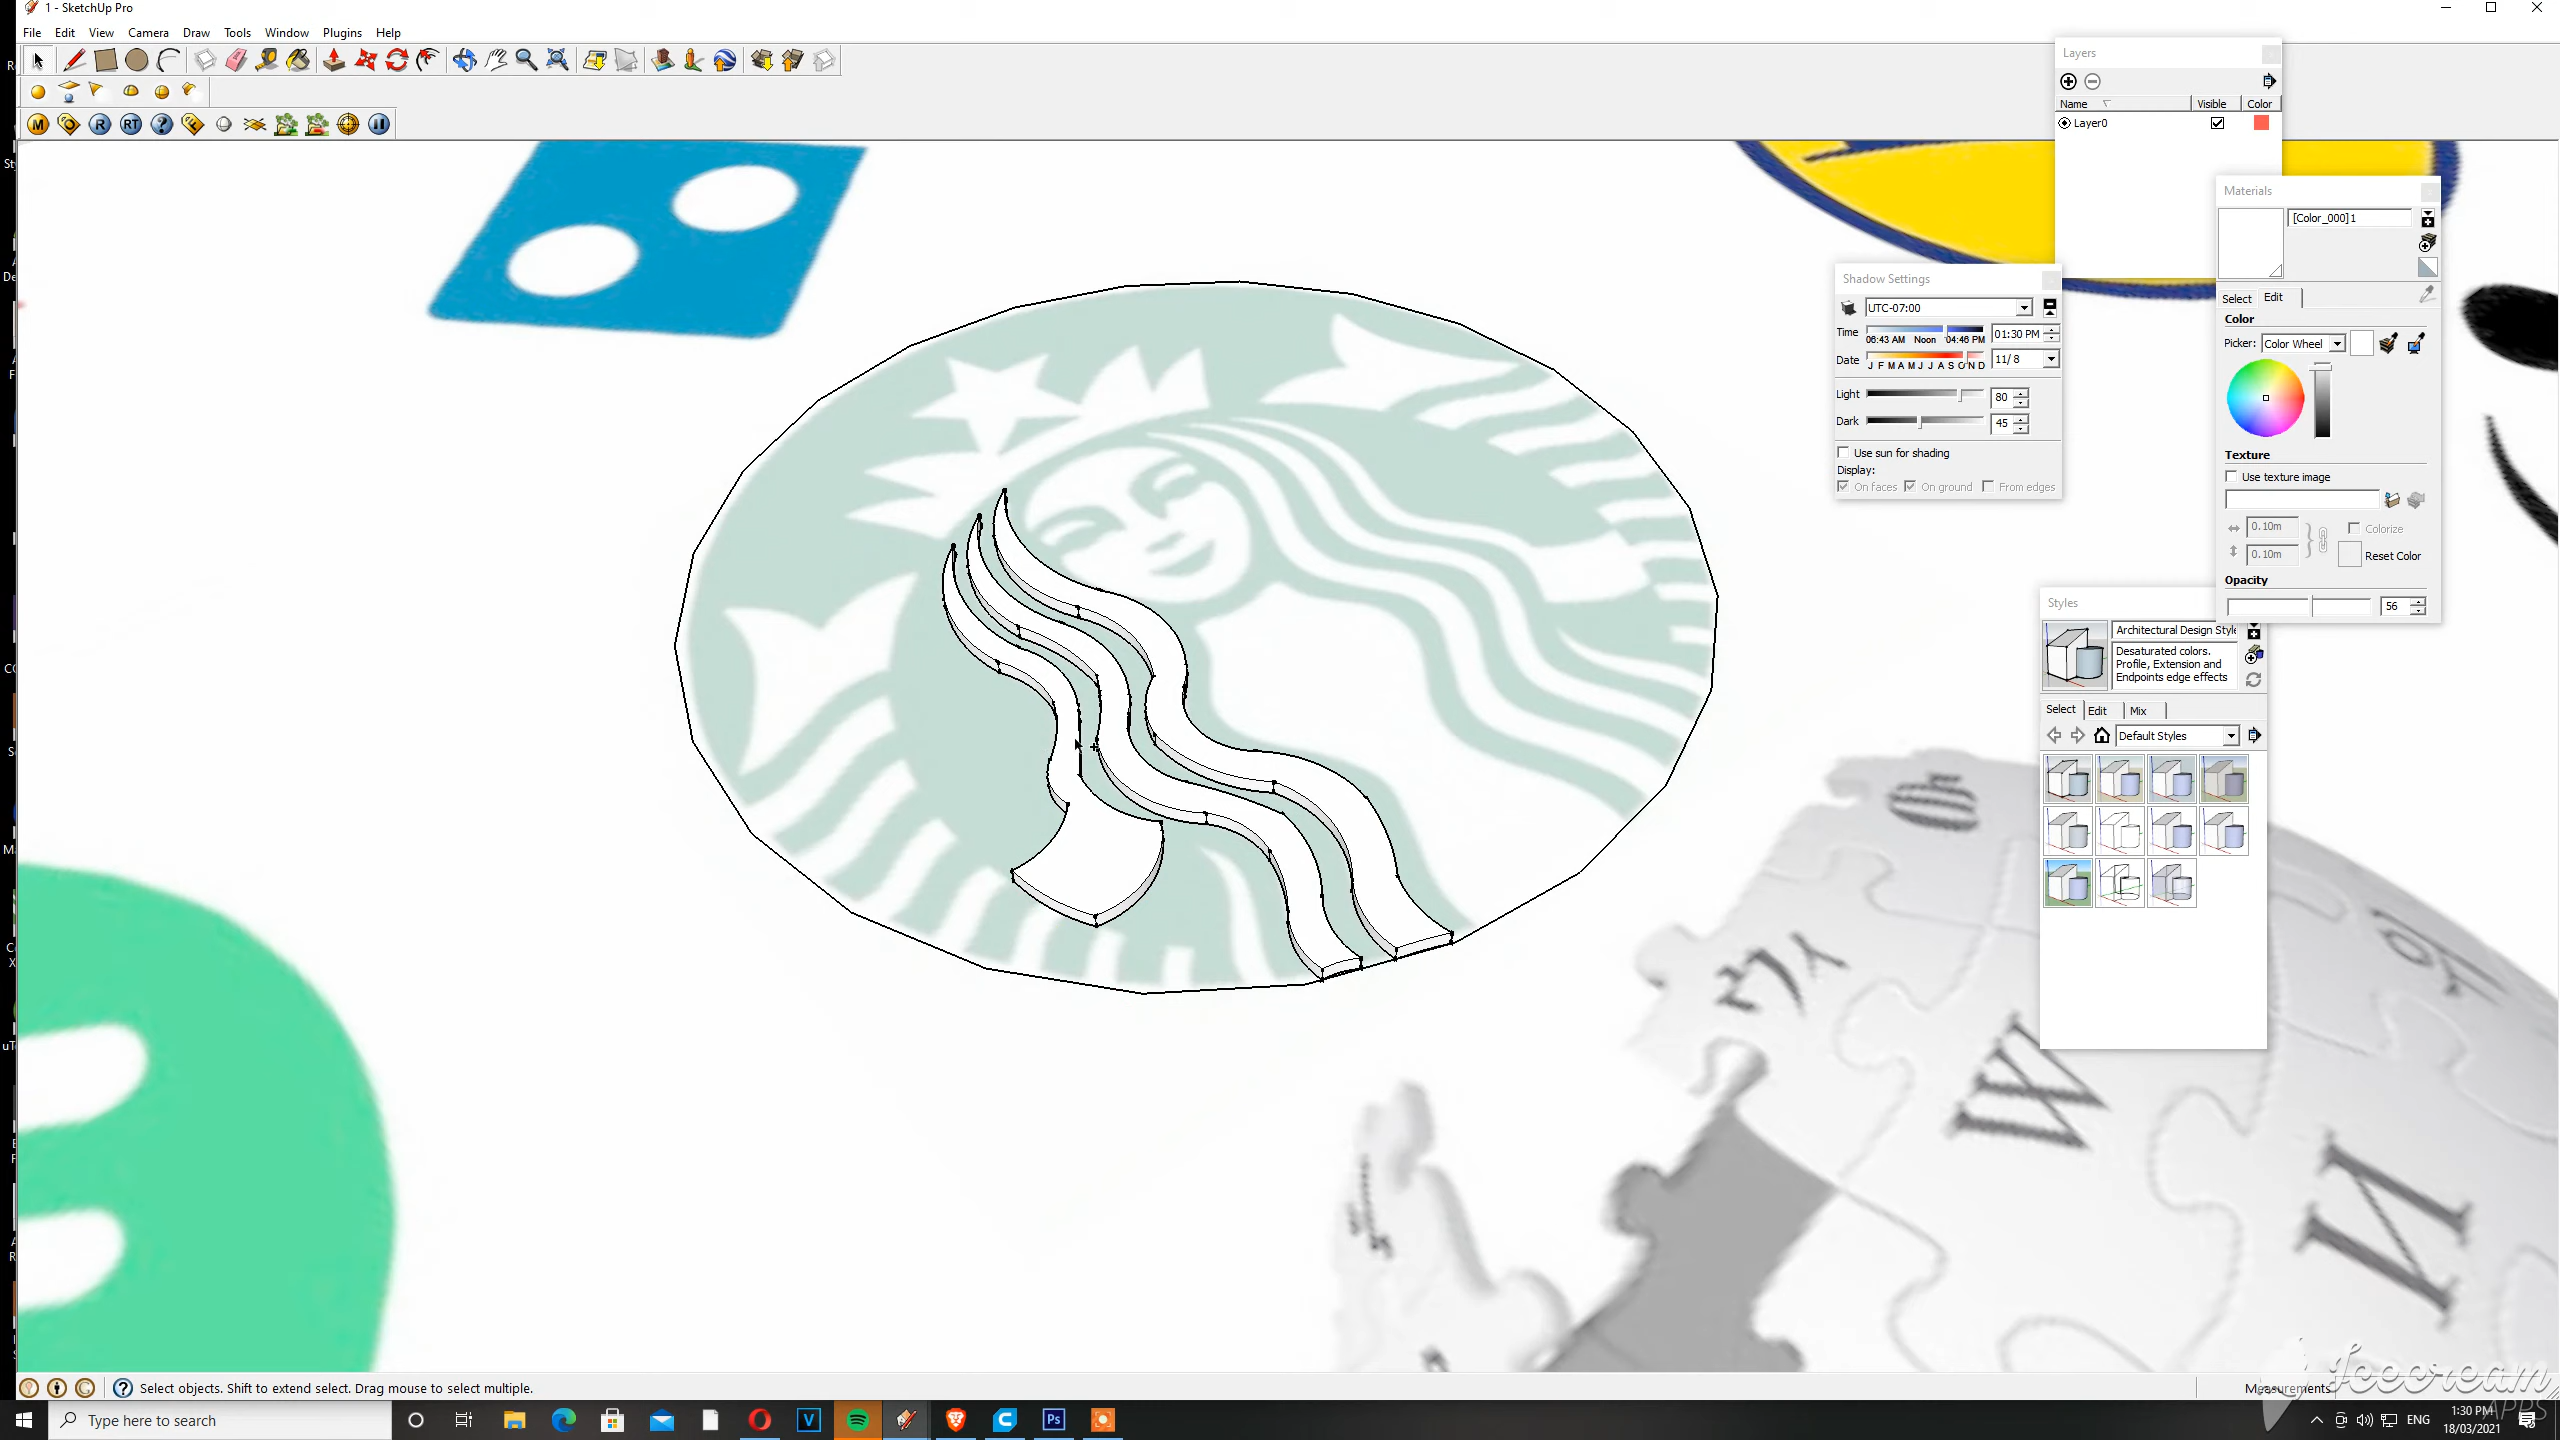 1 - SketchUp Pro
File Edit View Camera Draw Tools Window Plugins Help
M
R RT ?
Layers
Name Visible Color
Layer0
Materials
[Color_000]1
Select Edit
Color
Picker: Color Wheel
Texture
Use texture image
0.10m Colorize
0.10m Reset Color
Opacity
56
Shadow Settings
UTC-07:00
Time 01:30 PM
06:43 AM Noon 04:46 PM
Date 11/ 8
J F M A M J J A S O N D
Light 80
Dark 45
Use sun for shading
Display:
On faces On ground From edges
Styles
Architectural Design Style
Desaturated colors.
Profile, Extension and
Endpoints edge effects
Select Edit Mix
Default Styles
W
И
Select objects. Shift to extend select. Drag mouse to select multiple.
Measurements
Icecream
APPS
Type here to search
V
Ps
ENG
1:30 PM
18/03/2021